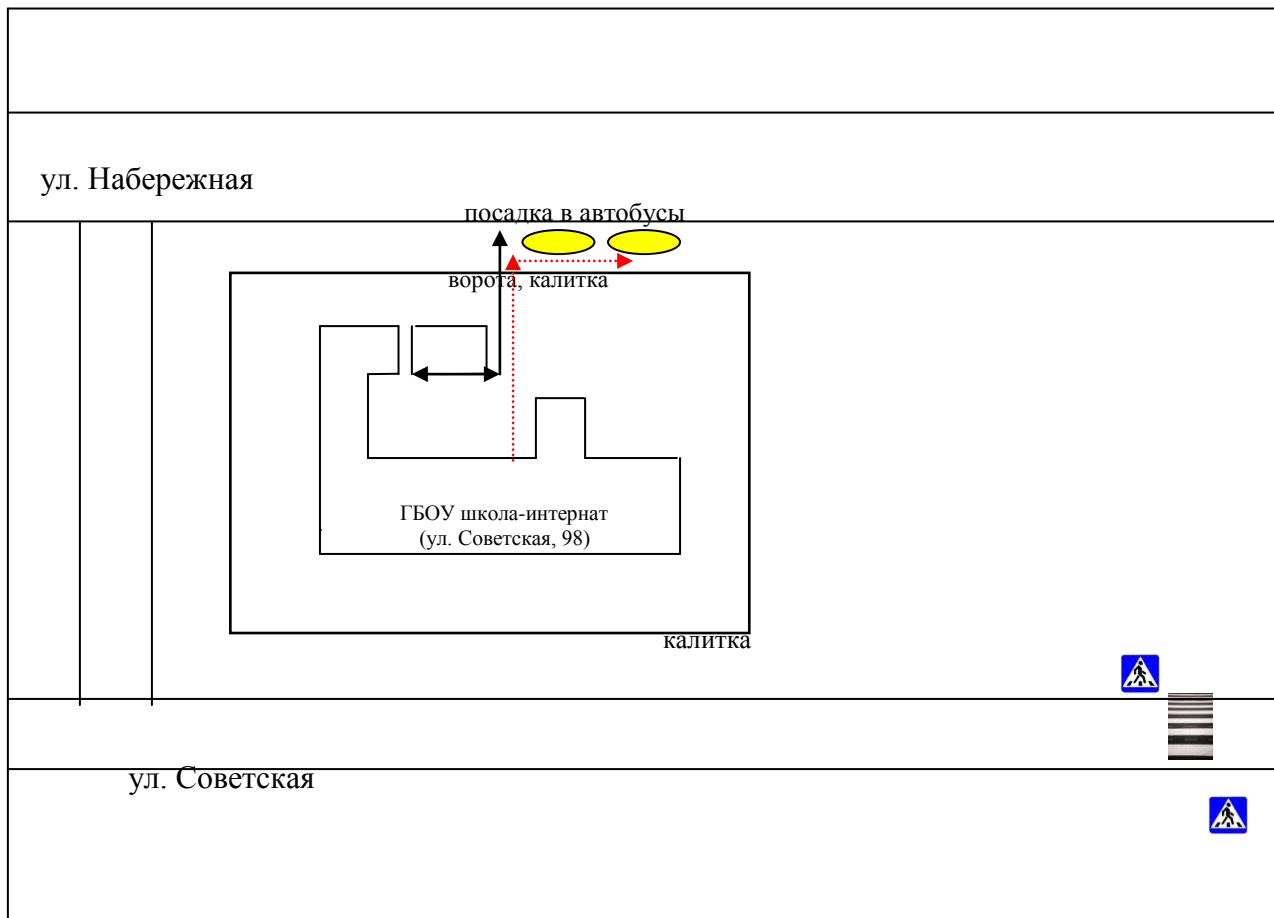 ул. Набережная
посадка в автобусы
ворота, калитка
ГБОУ школа-интернат
(ул. Советская, 98)
калитка
ул. Советская